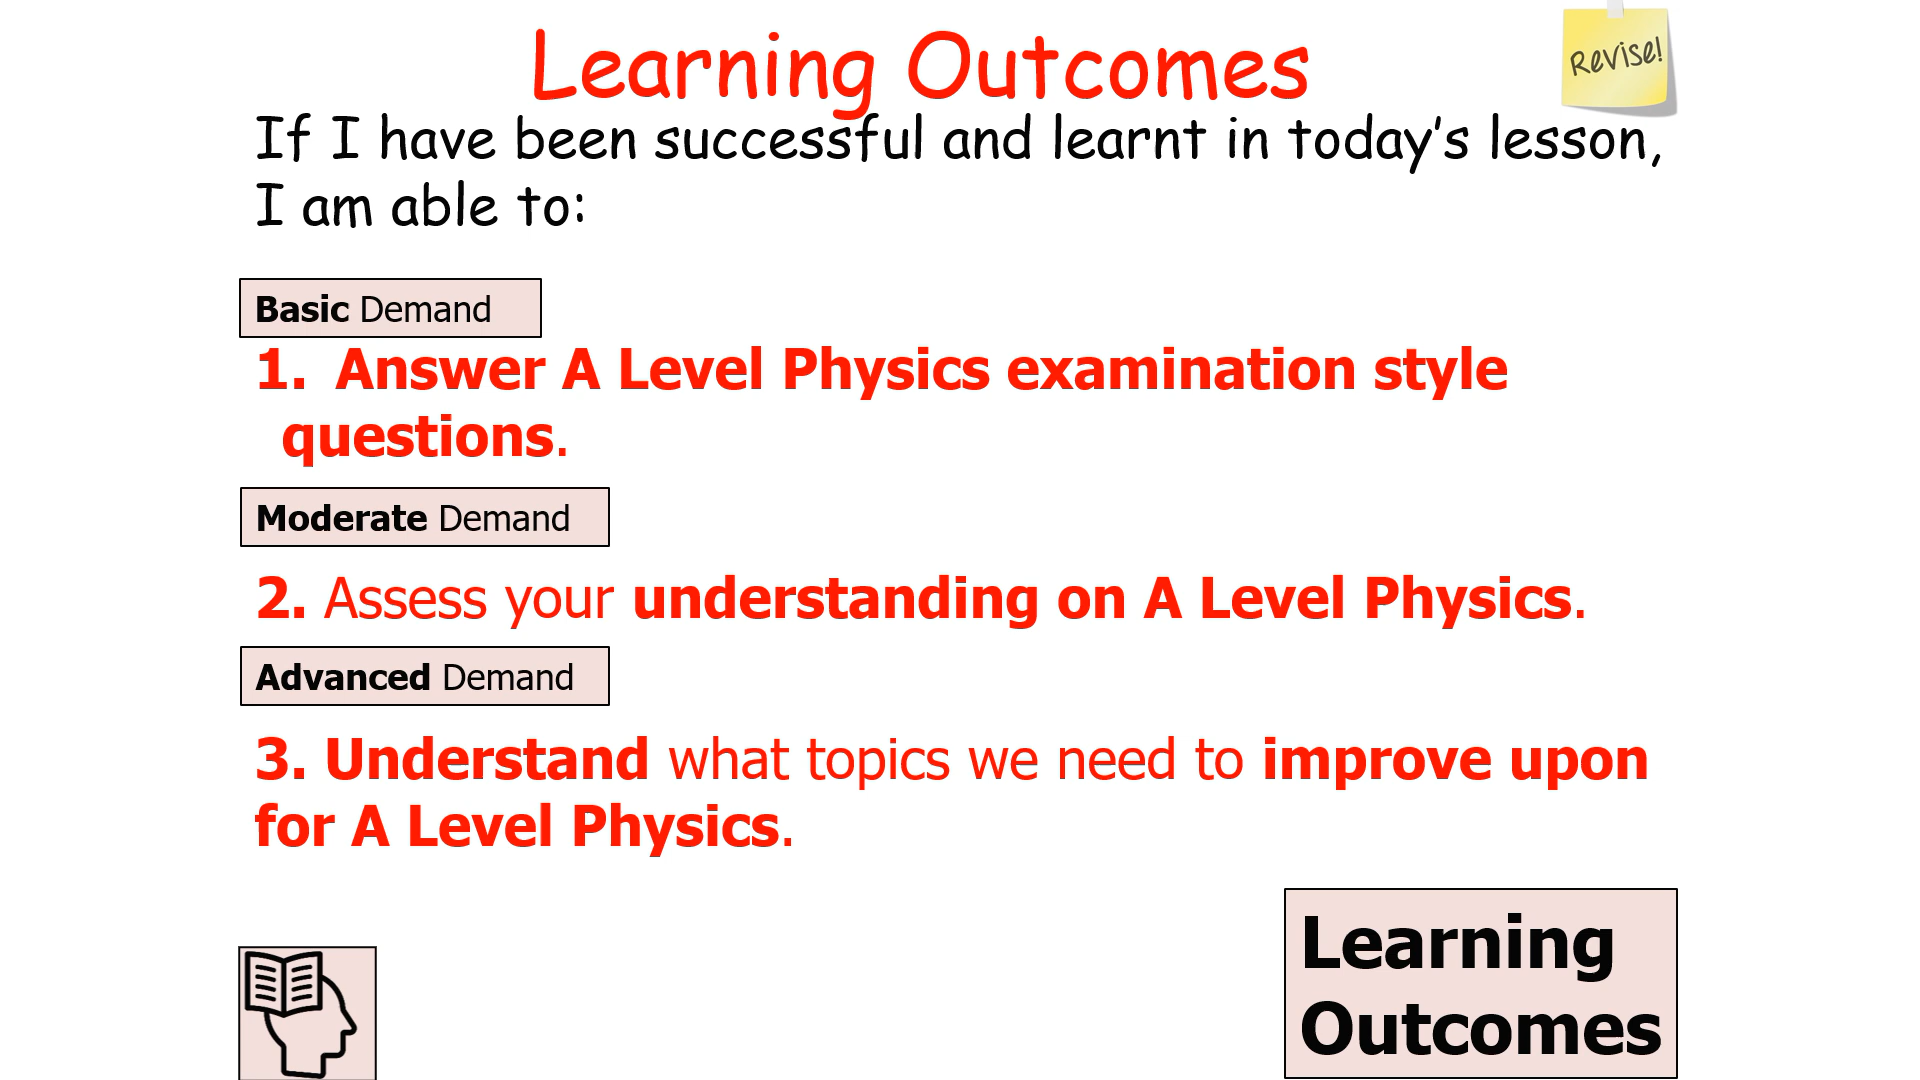 Learning Outcomes
Revise!
If I have been successful and learnt in today’s lesson,
I am able to:
Basic Demand
1. Answer A Level Physics examination style
questions.
Moderate Demand
2. Assess your understanding on A Level Physics.
Advanced Demand
3. Understand what topics we need to improve upon
for A Level Physics.
Learning
Outcomes